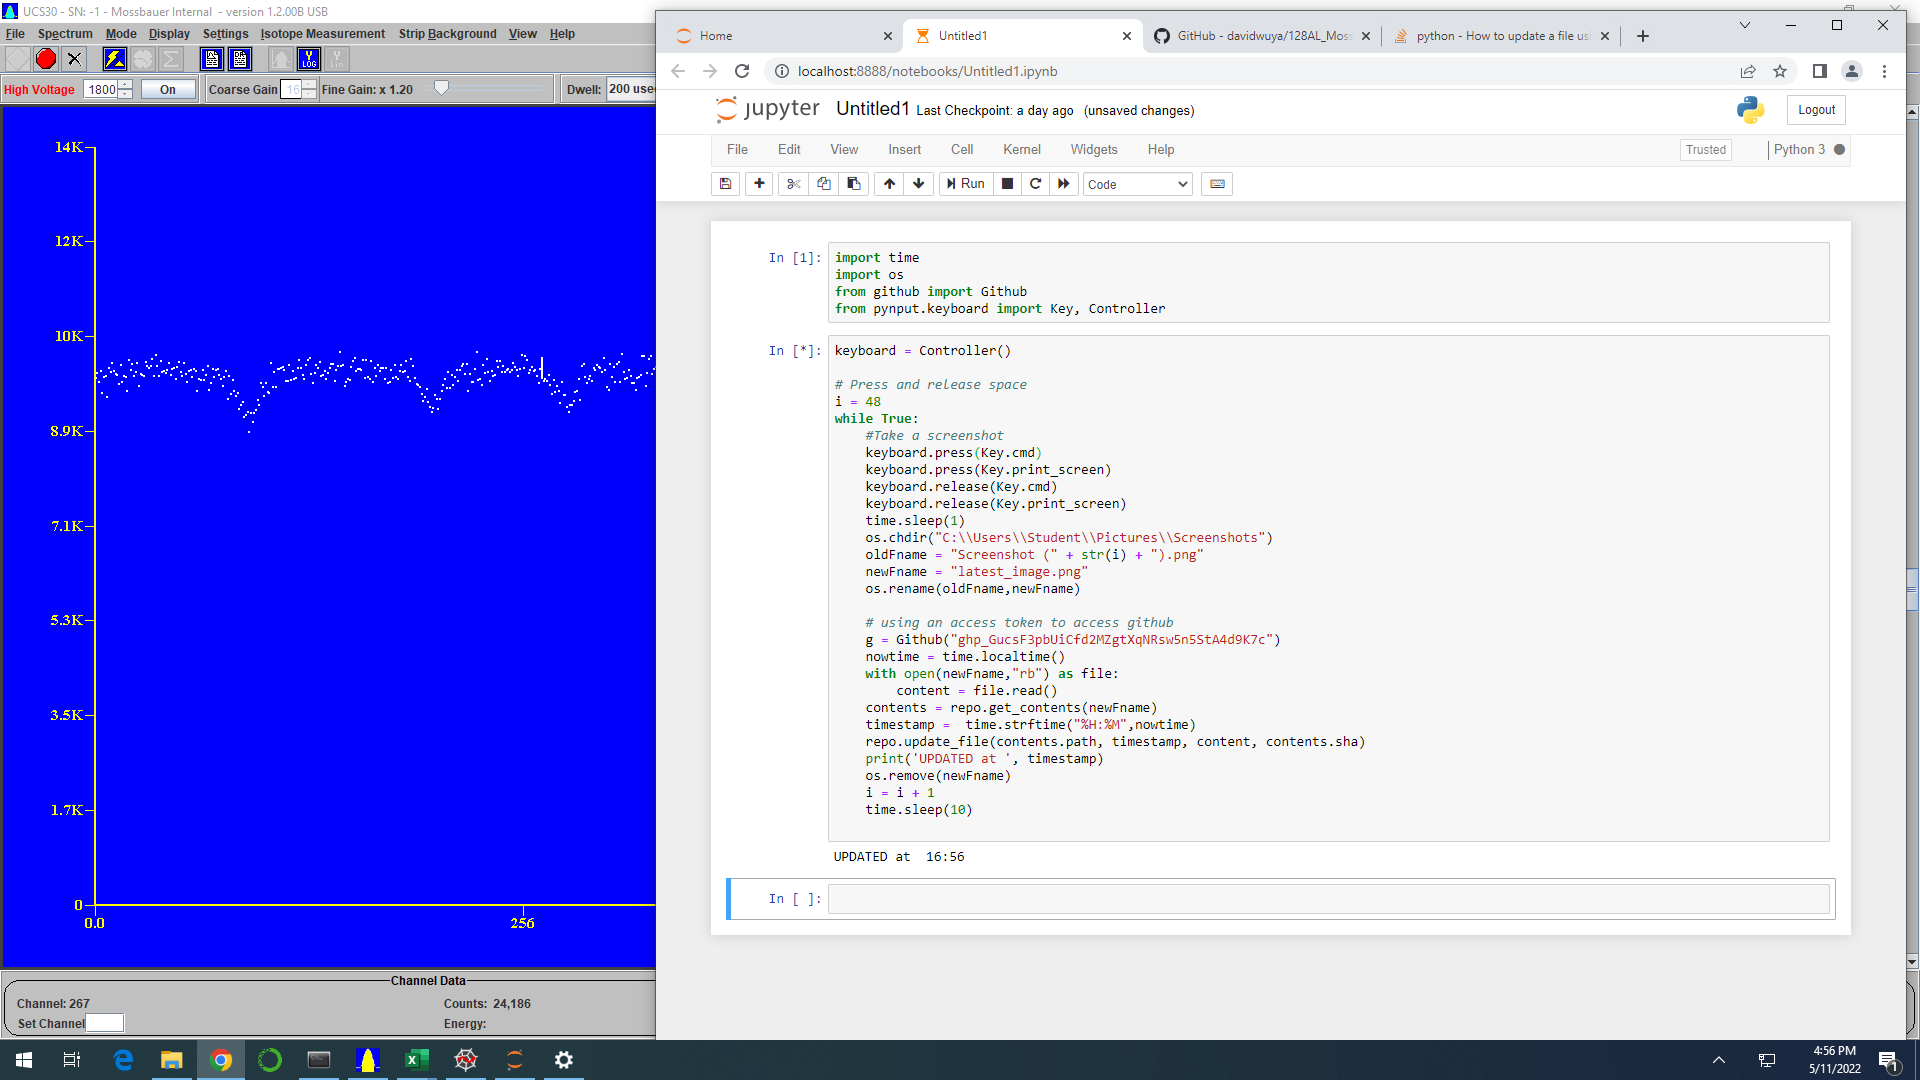 UCS30 - SN: -1 - Mossbauer Internal - version 1.2.00B USB
File Spectrum Mode Display Settings Isotope Measurement Strip Background View Help
Y LOG Y Lin
High Voltage 1800 On Coarse Gain 16 Fine Gain: x 1.20 Dwell: 200 usec
14K
12K
10K
8.9K
7.1K
5.3K
3.5K
1.7K
0
0.0 256
Channel Data
Channel: 267 Counts: 24,186
Set Channel Energy:
Home Untitled1 GitHub - davidwuya/128AL_Moss python - How to update a file usi
localhost:8888/notebooks/Untitled1.ipynb
jupyter Untitled1 Last Checkpoint: a day ago (unsaved changes) Logout
File Edit View Insert Cell Kernel Widgets Help Trusted Python 3
Run Code
In [1]: import time
import os
from github import Github
from pynput.keyboard import Key, Controller
In [*]: keyboard = Controller()
# Press and release space
i = 48
while True:
#Take a screenshot
keyboard.press(Key.cmd)
keyboard.press(Key.print_screen)
keyboard.release(Key.cmd)
keyboard.release(Key.print_screen)
time.sleep(1)
os.chdir("C:\\Users\\Student\\Pictures\\Screenshots")
oldFname = "Screenshot (" + str(i) + ").png"
newFname = "latest_image.png"
os.rename(oldFname,newFname)
# using an access token to access github
g = Github("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")
nowtime = time.localtime()
with open(newFname,"rb") as file:
content = file.read()
contents = repo.get_contents(newFname)
timestamp =  time.strftime("%H:%M",nowtime)
repo.update_file(contents.path, timestamp, content, contents.sha)
print('UPDATED at ', timestamp)
os.remove(newFname)
i = i + 1
time.sleep(10)
UPDATED at  16:56
In [ ]:
4:56 PM
5/11/2022
1